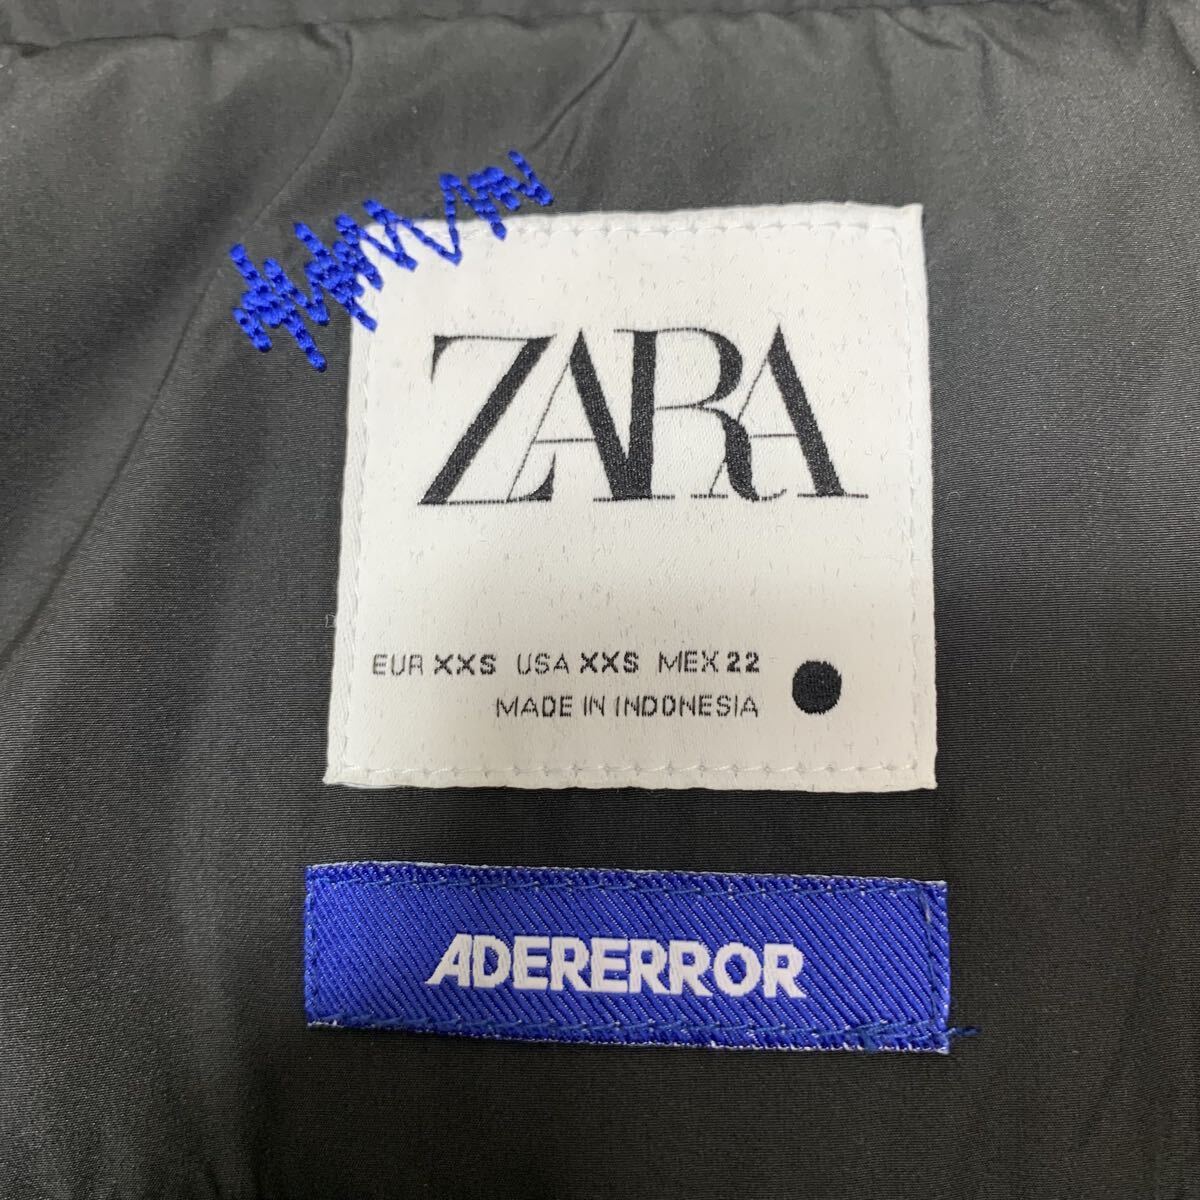 ZARA
EUR XXS USA XXS MEX 22
MADE IN INDONESIA
ADERERROR